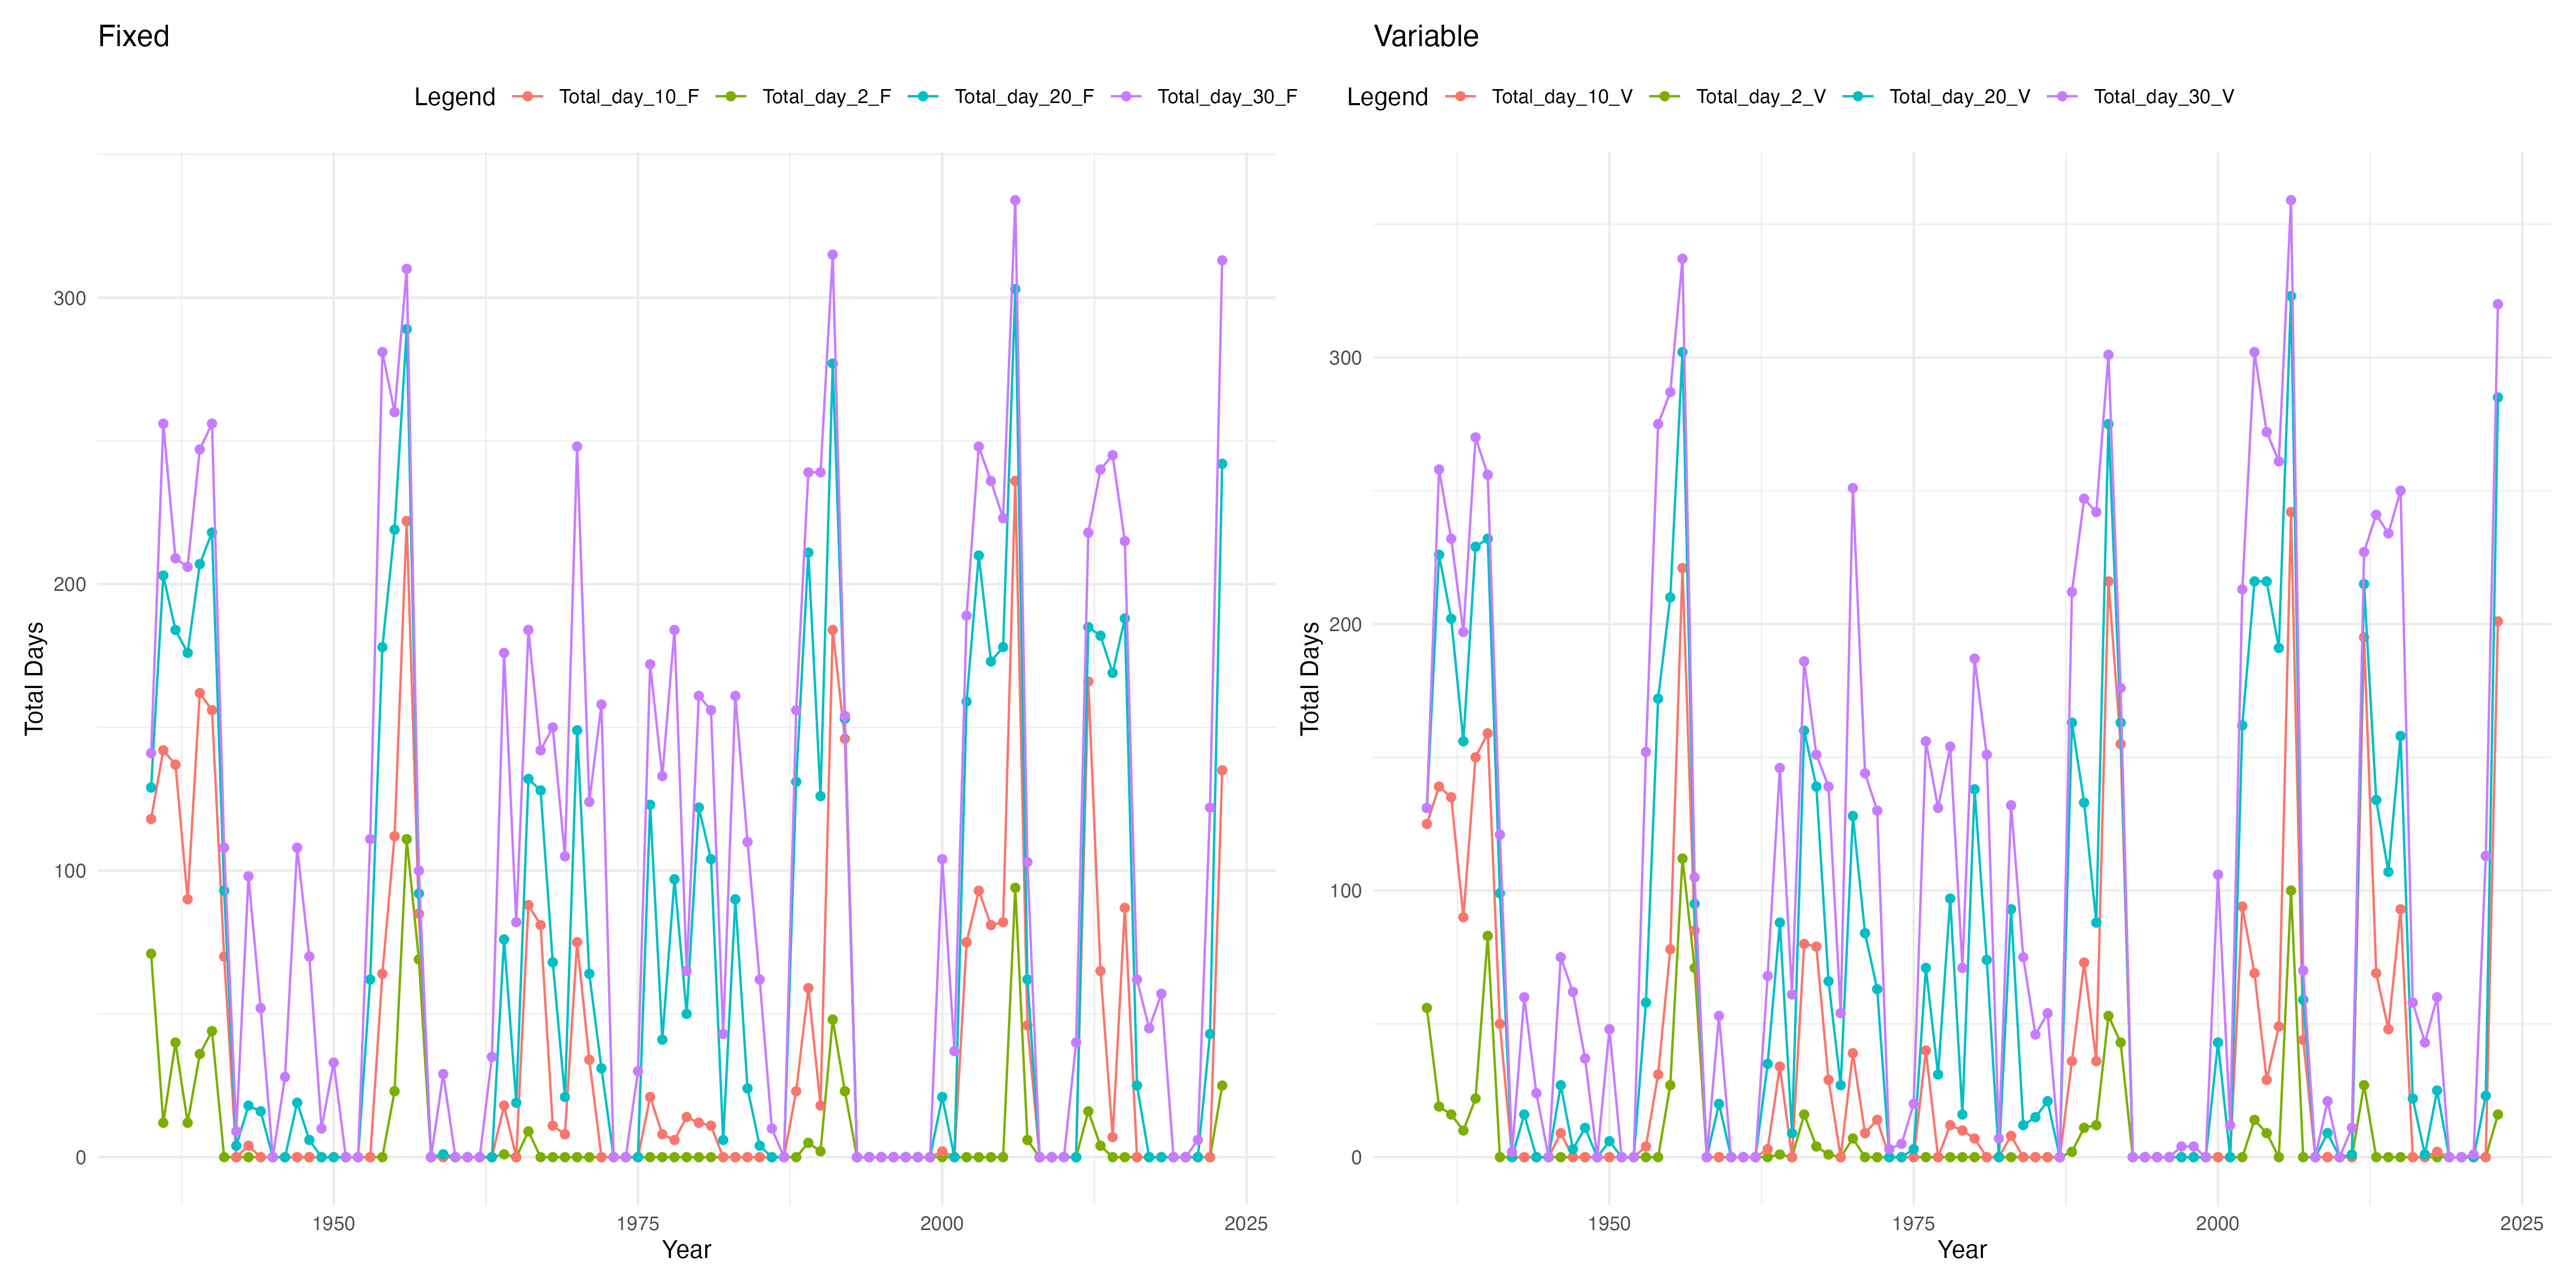 Fixed
Legend Total_day_10_F Total_day_2_F Total_day_20_F Total_day_30_F
Total Days
300
200
100
0
1950 1975 2000 2025
Year
Variable
Legend Total_day_10_V Total_day_2_V Total_day_20_V Total_day_30_V
Total Days
300
200
100
0
1950 1975 2000 2025
Year